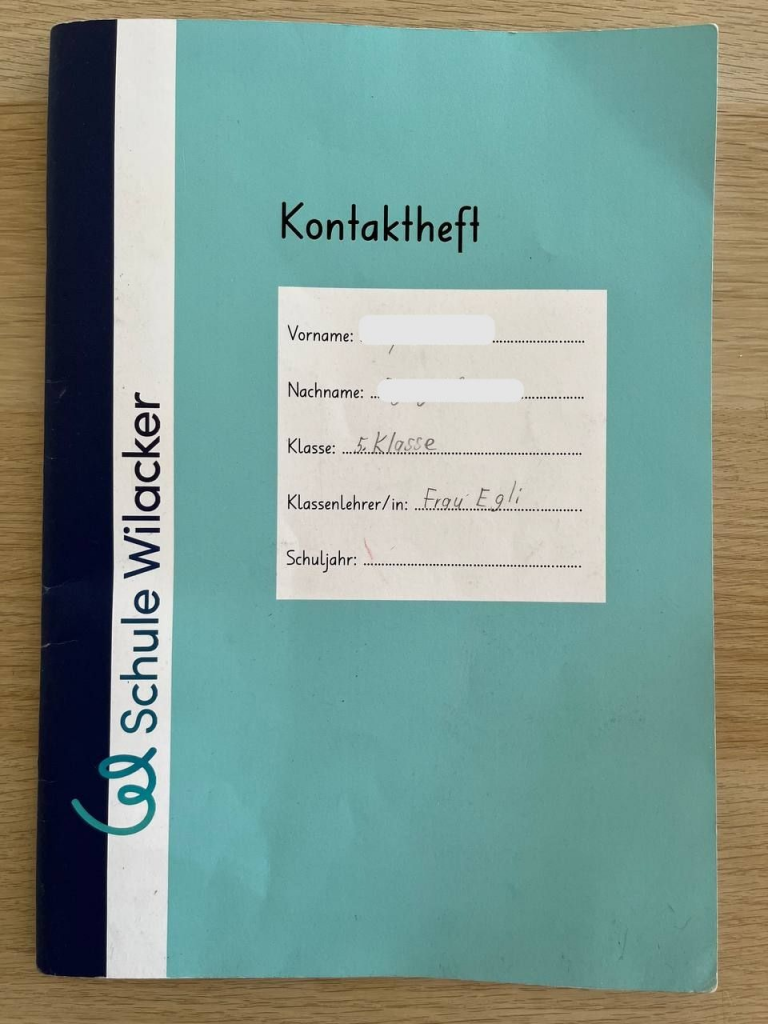 Kontaktheft
Vorname:
Nachname:
Klasse: 5. Klasse
Klassenlehrer/in: Frau Egli
Schuljahr:
Schule Wilacker